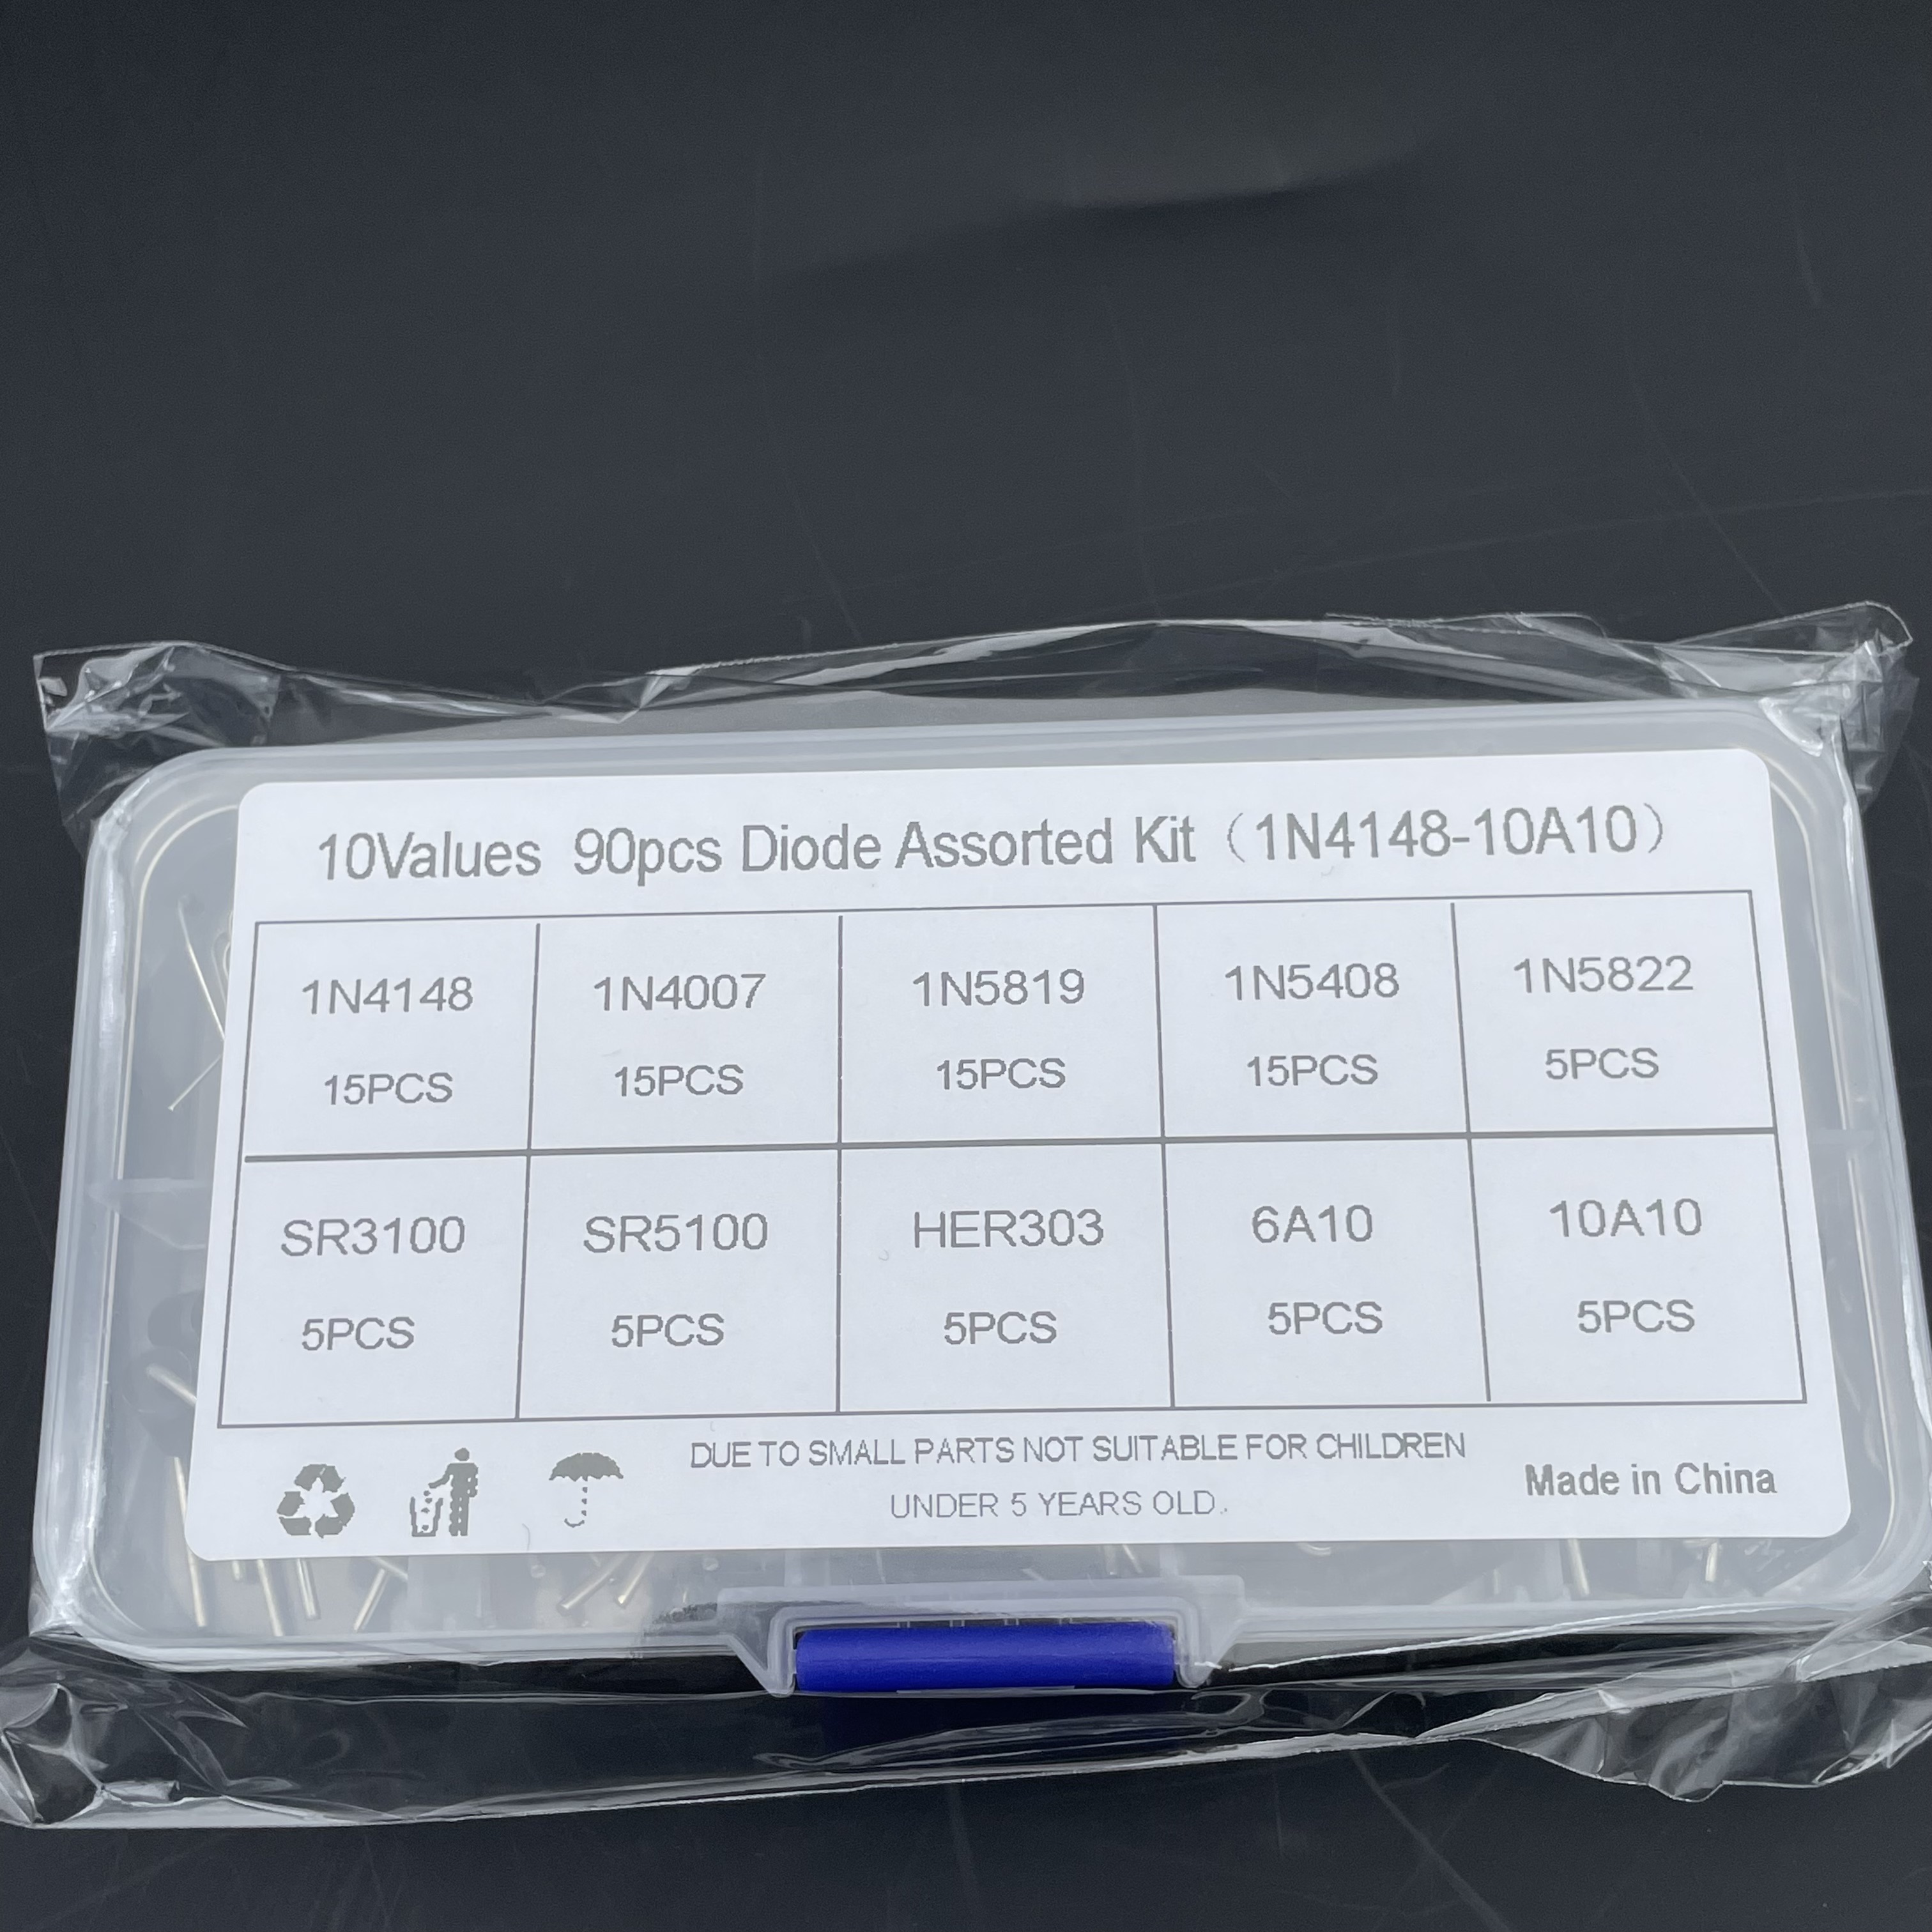 10Values 90pcs Diode Assorted Kit（1N4148-10A10）
1N4148 1N4007 1N5819 1N5408 1N5822
15PCS 15PCS 15PCS 15PCS 5PCS
SR3100 SR5100 HER303 6A10 10A10
5PCS 5PCS 5PCS 5PCS 5PCS
DUE TO SMALL PARTS NOT SUITABLE FOR CHILDREN
UNDER 5 YEARS OLD.
Made in China